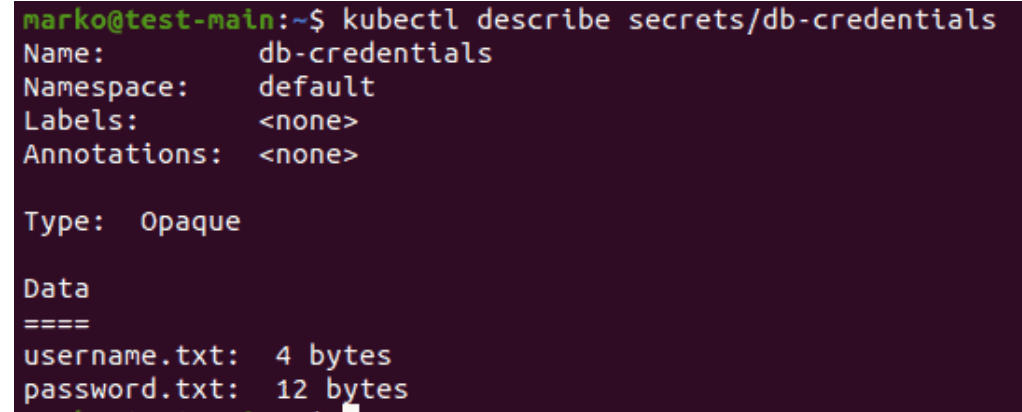 marko@test-main:~$ kubectl describe secrets/db-credentials
Name:         db-credentials
Namespace:    default
Labels:       <none>
Annotations:  <none>
Type:  Opaque
Data
====
username.txt:  4 bytes
password.txt:  12 bytes